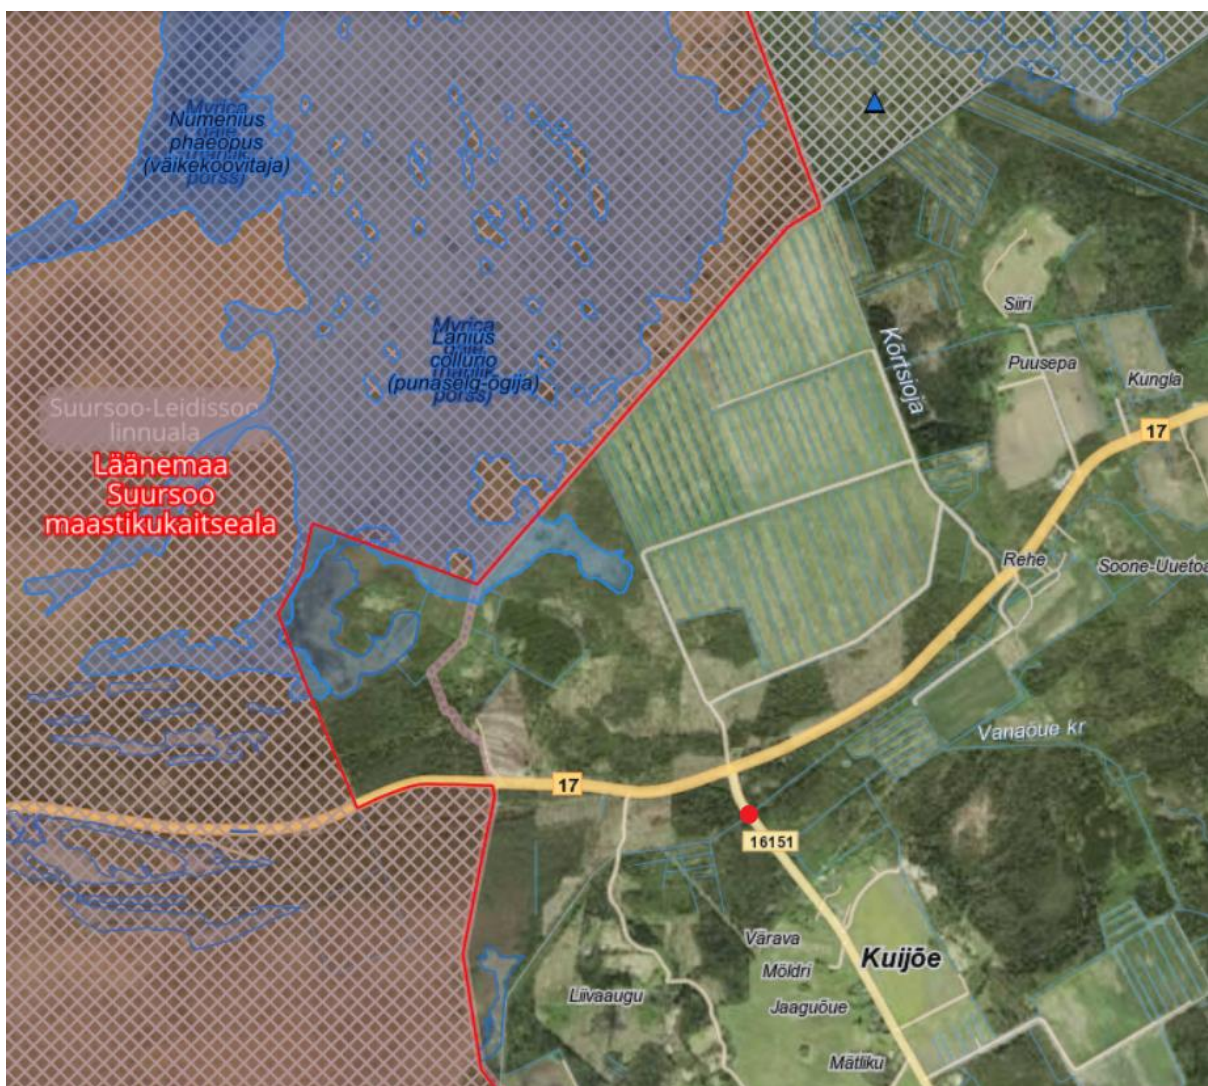 Numenius
phaeopus
(väikekoovitaja)
Siiri
Kõrtsioja
Puusepa
Kungla
17
Myrica
Lanius
collurio
(punaselg-õgija)
Suursoo-Leidissoo
linnuala
Läänemaa
Suursoo
maastikukaitseala
Rehe
Soone-Uuetoa
Vanaõue kr
17
16151
Värava
Kuijõe
Möldri
Liivaaugu
Jaaguõue
Mätliku